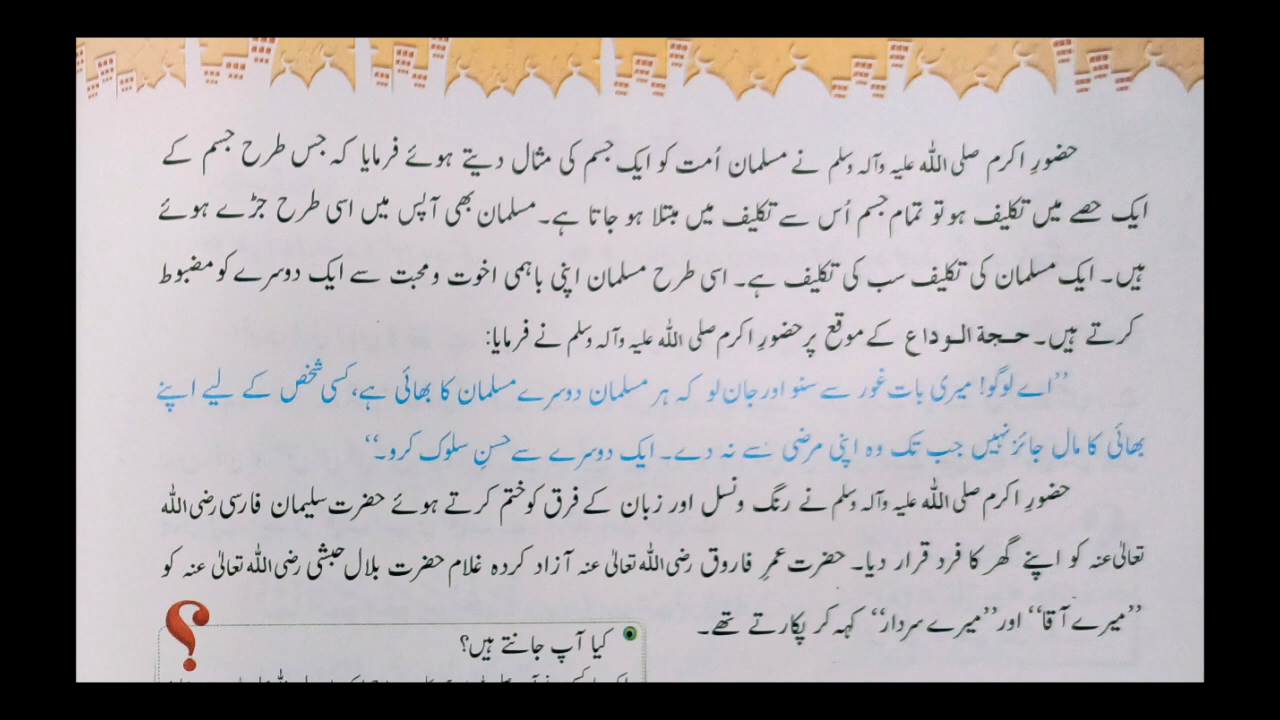 حضورِ اکرم صلی اللہ علیہ وآلہ وسلم نے مسلمان اُمت کو ایک جسم کی مثال دیتے ہوئے فرمایا کہ جس طرح جسم کے
ایک حصے میں تکلیف ہو تو تمام جسم اُس سے تکلیف میں مبتلا ہو جاتا ہے۔ مسلمان بھی آپس میں اسی طرح جڑے ہوئے
ہیں۔ ایک مسلمان کی تکلیف سب کی تکلیف ہے۔ اسی طرح مسلمان اپنی باہمی اخوت و محبت سے ایک دوسرے کو مضبوط
کرتے ہیں۔ حجة الوداع کے موقع پر حضورِ اکرم صلی اللہ علیہ وآلہ وسلم نے فرمایا:
”اے لوگو! میری بات غور سے سنو اور جان لو کہ ہر مسلمان دوسرے مسلمان کا بھائی ہے، کسی شخص کے لیے اپنے
بھائی کا مال جائز نہیں جب تک وہ اپنی مرضی سے نہ دے۔ ایک دوسرے سے حسنِ سلوک کرو۔“
حضورِ اکرم صلی اللہ علیہ وآلہ وسلم نے رنگ و نسل اور زبان کے فرق کو ختم کرتے ہوئے حضرت سلیمان فارسی رضی اللہ
تعالیٰ عنہ کو اپنے گھر کا فرد قرار دیا۔ حضرت عمرِ فاروق رضی اللہ تعالیٰ عنہ آزاد کردہ غلام حضرت بلال حبشی رضی اللہ تعالیٰ عنہ کو
”میرے آقا“ اور ”میرے سردار“ کہہ کر پکارتے تھے۔
کیا آپ جانتے ہیں؟